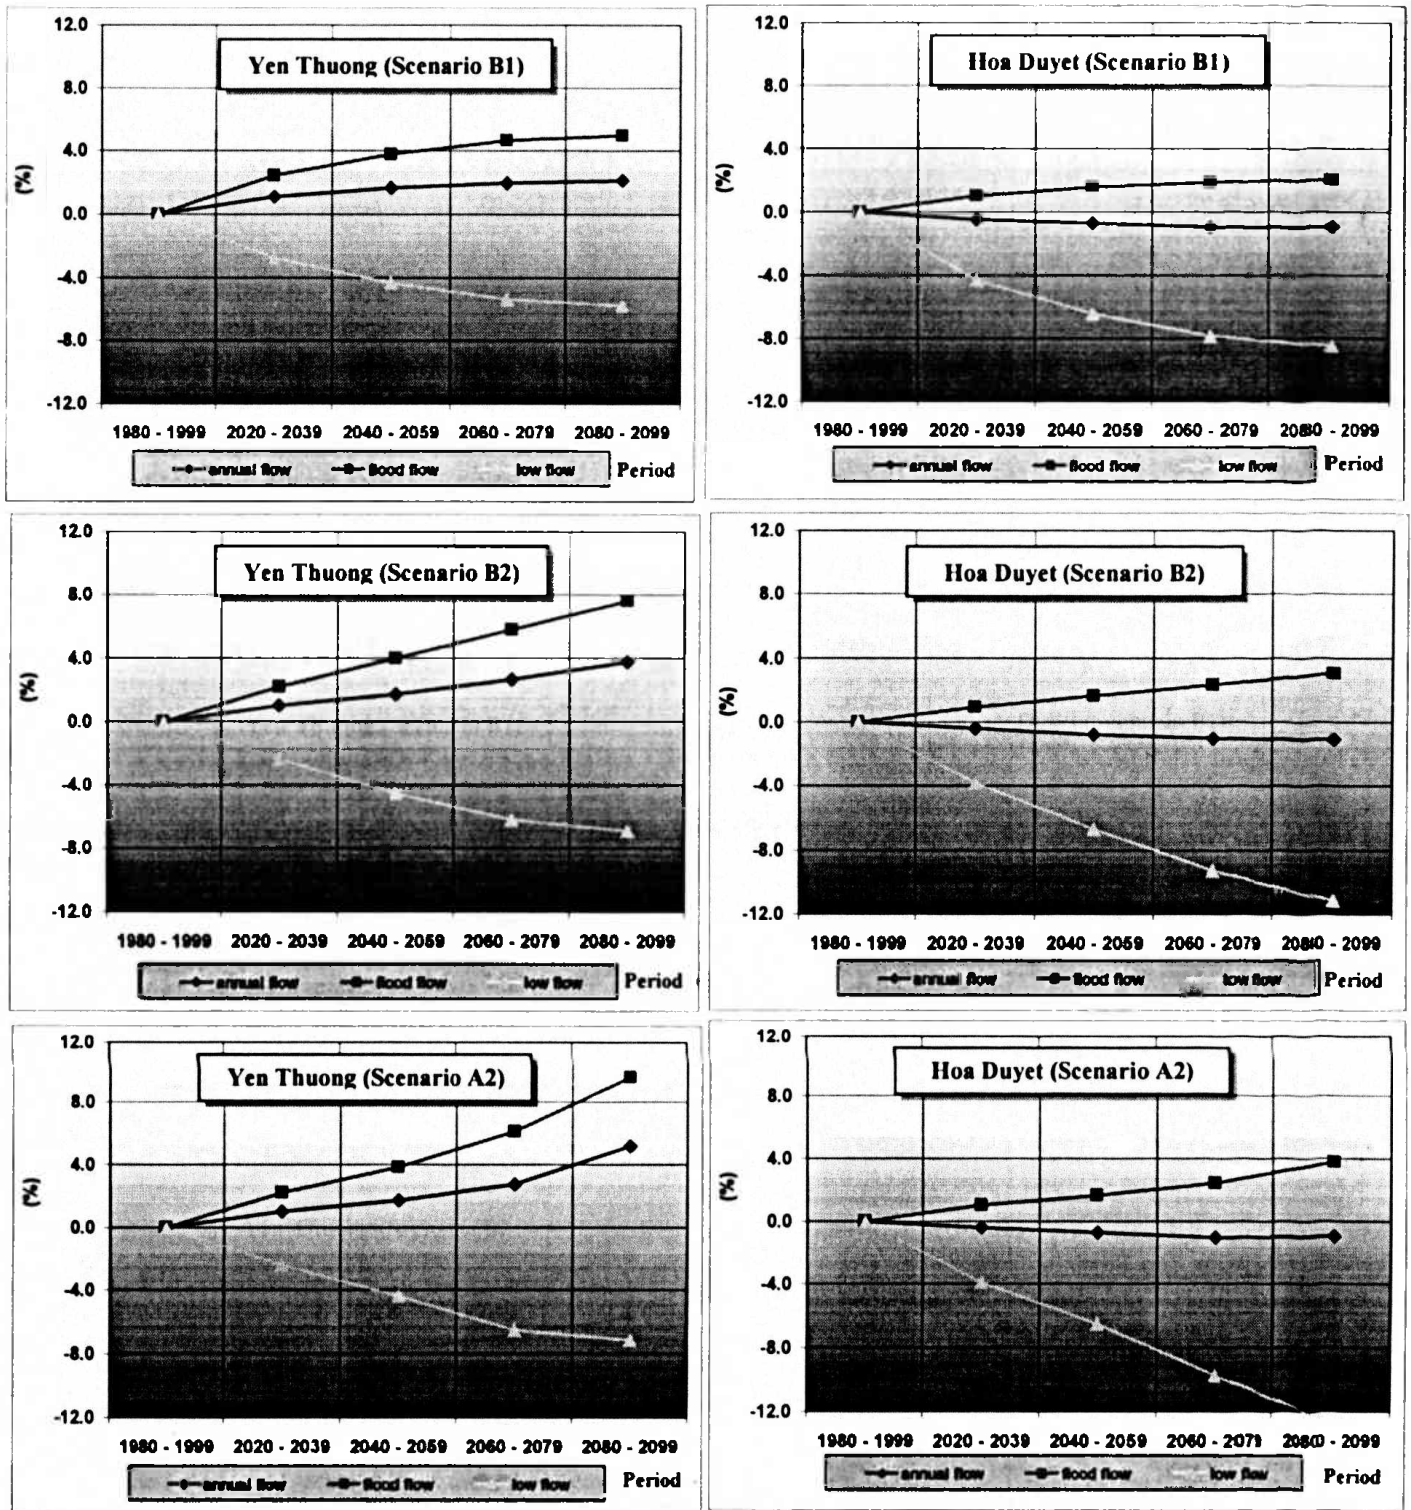 Yen Thuong (Scenario B1)
12.0
8.0
4.0
0.0
-4.0
-8.0
-12.0
(%)
1980 - 1999 2020 - 2039 2040 - 2059 2060 - 2079 2080 - 2099
annual flow flood flow low flow Period
Hoa Duyet (Scenario B1)
12.0
8.0
4.0
0.0
-4.0
-8.0
-12.0
(%)
1980 - 1999 2020 - 2039 2040 - 2059 2060 - 2079 2080 - 2099
annual flow flood flow low flow Period
Yen Thuong (Scenario B2)
12.0
8.0
4.0
0.0
-4.0
-8.0
-12.0
(%)
1980 - 1999 2020 - 2039 2040 - 2059 2060 - 2079 2080 - 2099
annual flow flood flow low flow Period
Hoa Duyet (Scenario B2)
12.0
8.0
4.0
0.0
-4.0
-8.0
-12.0
(%)
1980 - 1999 2020 - 2039 2040 - 2059 2060 - 2079 2080 - 2099
annual flow flood flow low flow Period
Yen Thuong (Scenario A2)
12.0
8.0
4.0
0.0
-4.0
-8.0
-12.0
(%)
1980 - 1999 2020 - 2039 2040 - 2059 2060 - 2079 2080 - 2099
annual flow flood flow low flow Period
Hoa Duyet (Scenario A2)
12.0
8.0
4.0
0.0
-4.0
-8.0
-12.0
(%)
1980 - 1999 2020 - 2039 2040 - 2059 2060 - 2079 2080 - 2099
annual flow flood flow low flow Period